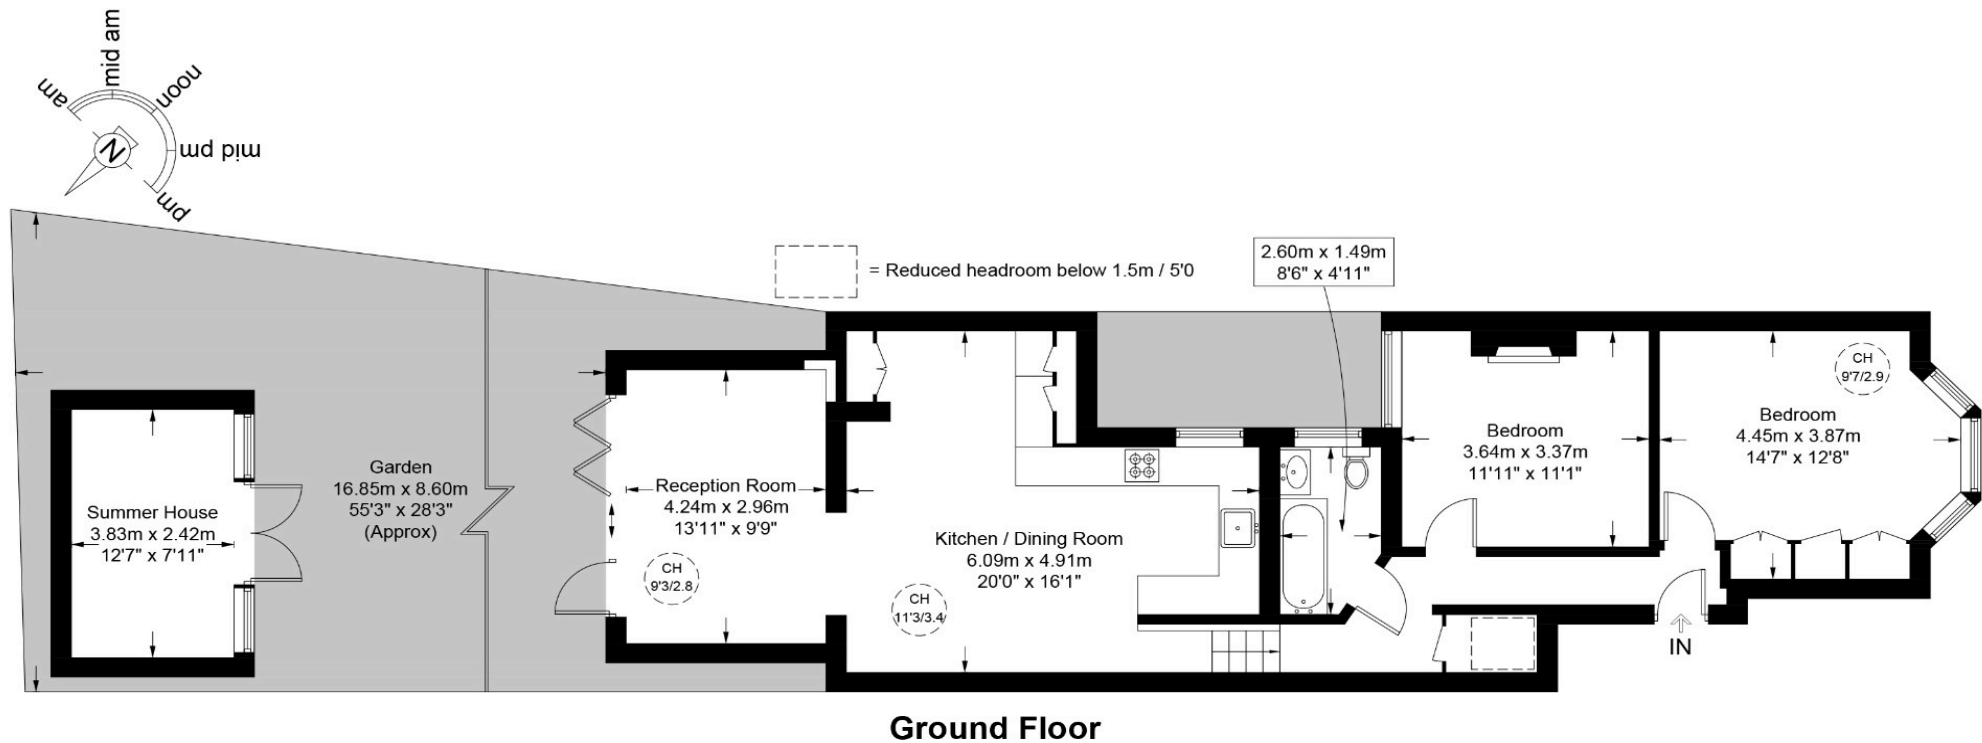 mid am
am
noon
N
mid pm
pm
= Reduced headroom below 1.5m / 5'0
2.60m x 1.49m
8'6" x 4'11"
CH
9'7/2.9
Bedroom
4.45m x 3.87m
14'7" x 12'8"
Bedroom
3.64m x 3.37m
11'11" x 11'1"
Garden
16.85m x 8.60m
55'3" x 28'3"
(Approx)
Reception Room
4.24m x 2.96m
13'11" x 9'9"
Summer House
3.83m x 2.42m
12'7" x 7'11"
Kitchen / Dining Room
6.09m x 4.91m
20'0" x 16'1"
CH
9'3/2.8
CH
11'3/3.4
IN
Ground Floor